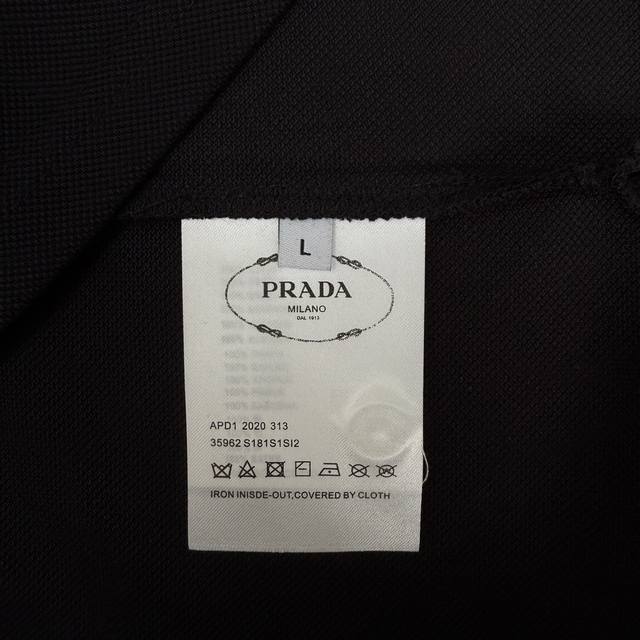 L
PRADA
MILANO
DAL 1913
APD1 2020 313
35962 S181S1SI2
IRON INISDE-OUT,COVERED BY CLOTH